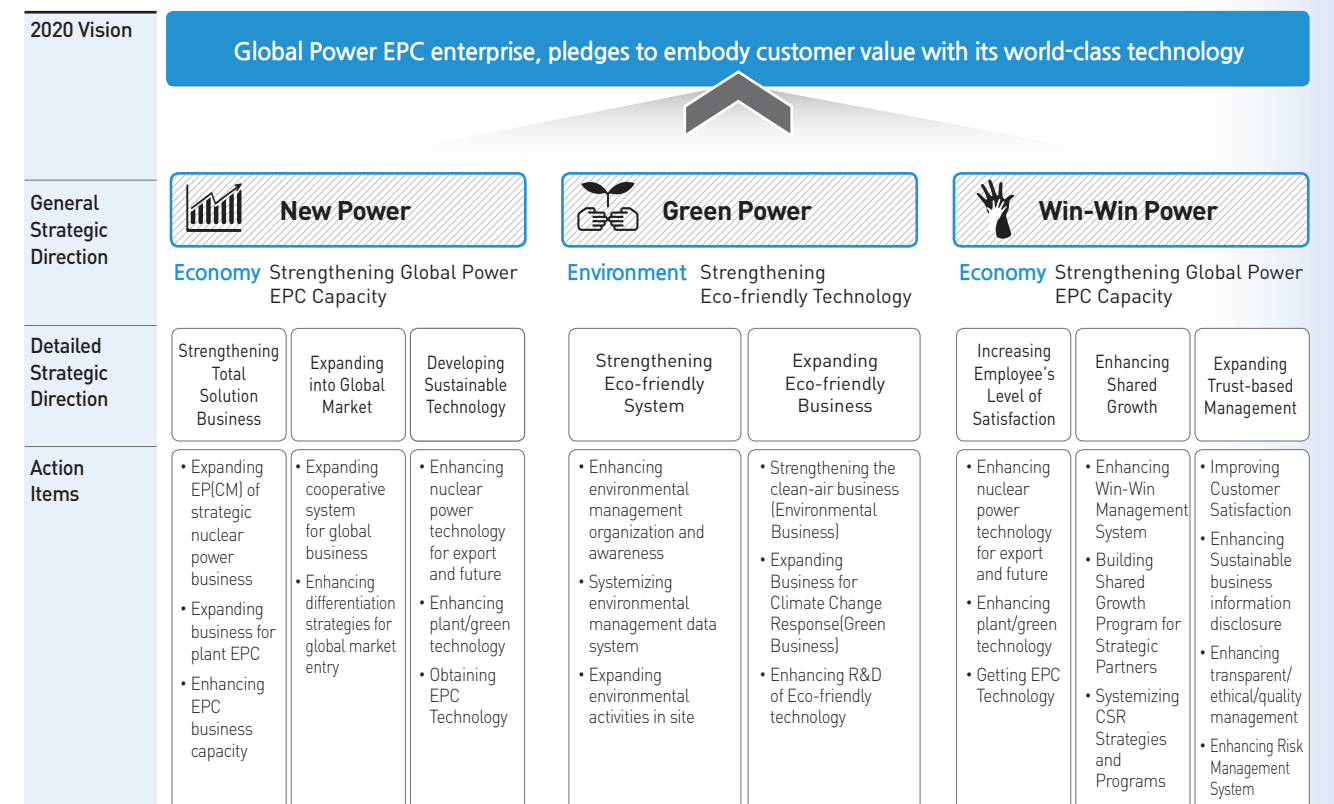 2020 Vision
Global Power EPC enterprise, pledges to embody customer value with its world-class technology
General
Strategic
Direction
New Power
Economy Strengthening Global Power
EPC Capacity
Green Power
Environment Strengthening
Eco-friendly Technology
Win-Win Power
Economy Strengthening Global Power
EPC Capacity
Detailed
Strategic
Direction
Strengthening
Total
Solution
Business
Expanding
into Global
Market
Developing
Sustainable
Technology
Strengthening
Eco-friendly
System
Expanding
Eco-friendly
Business
Increasing
Employee's
Level of
Satisfaction
Enhancing
Shared
Growth
Expanding
Trust-based
Management
Action
Items
• Expanding
EP(CM) of
strategic
nuclear
power
business
• Expanding
business for
plant EPC
• Enhancing
EPC
business
capacity
• Expanding
cooperative
system
for global
business
• Enhancing
differentiation
strategies for
global market
entry
• Enhancing
nuclear
power
technology
for export
and future
• Enhancing
plant/green
technology
• Obtaining
EPC
Technology
• Enhancing
environmental
management
organization and
awareness
• Systemizing
environmental
management data
system
• Expanding
environmental
activities in site
• Strengthening the
clean-air business
(Environmental
Business)
• Expanding
Business for
Climate Change
Response(Green
Business)
• Enhancing R&D
of Eco-friendly
technology
• Enhancing
nuclear
power
technology
for export
and future
• Enhancing
plant/green
technology
• Getting EPC
Technology
• Enhancing
Win-Win
Management
System
• Building
Shared
Growth
Program for
Strategic
Partners
• Systemizing
CSR
Strategies
and
Programs
• Improving
Customer
Satisfaction
• Enhancing
Sustainable
business
information
disclosure
• Enhancing
transparent/
ethical/quality
management
• Enhancing Risk
Management
System